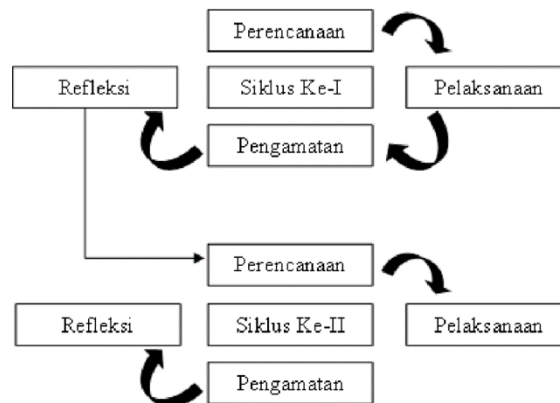 Perencanaan
Refleksi
Siklus Ke-I
Pelaksanaan
Pengamatan
Perencanaan
Refleksi
Siklus Ke-II
Pelaksanaan
Pengamatan